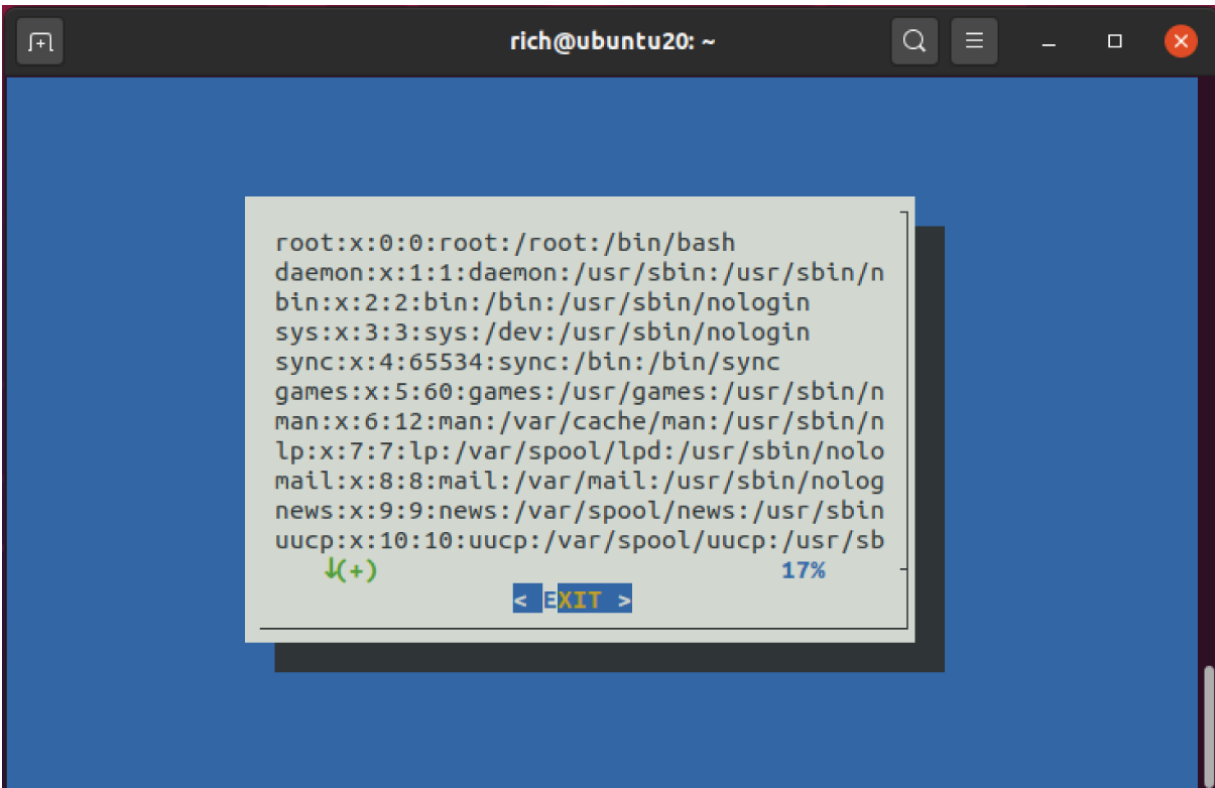 rich@ubuntu20: ~
root:x:0:0:root:/root:/bin/bash
daemon:x:1:1:daemon:/usr/sbin:/usr/sbin/n
bin:x:2:2:bin:/bin:/usr/sbin/nologin
sys:x:3:3:sys:/dev:/usr/sbin/nologin
sync:x:4:65534:sync:/bin:/bin/sync
games:x:5:60:games:/usr/games:/usr/sbin/n
man:x:6:12:man:/var/cache/man:/usr/sbin/n
lp:x:7:7:lp:/var/spool/lpd:/usr/sbin/nolo
mail:x:8:8:mail:/var/mail:/usr/sbin/nolog
news:x:9:9:news:/var/spool/news:/usr/sbin
uucp:x:10:10:uucp:/var/spool/uucp:/usr/sb
↓(+) 17%
< EXIT >